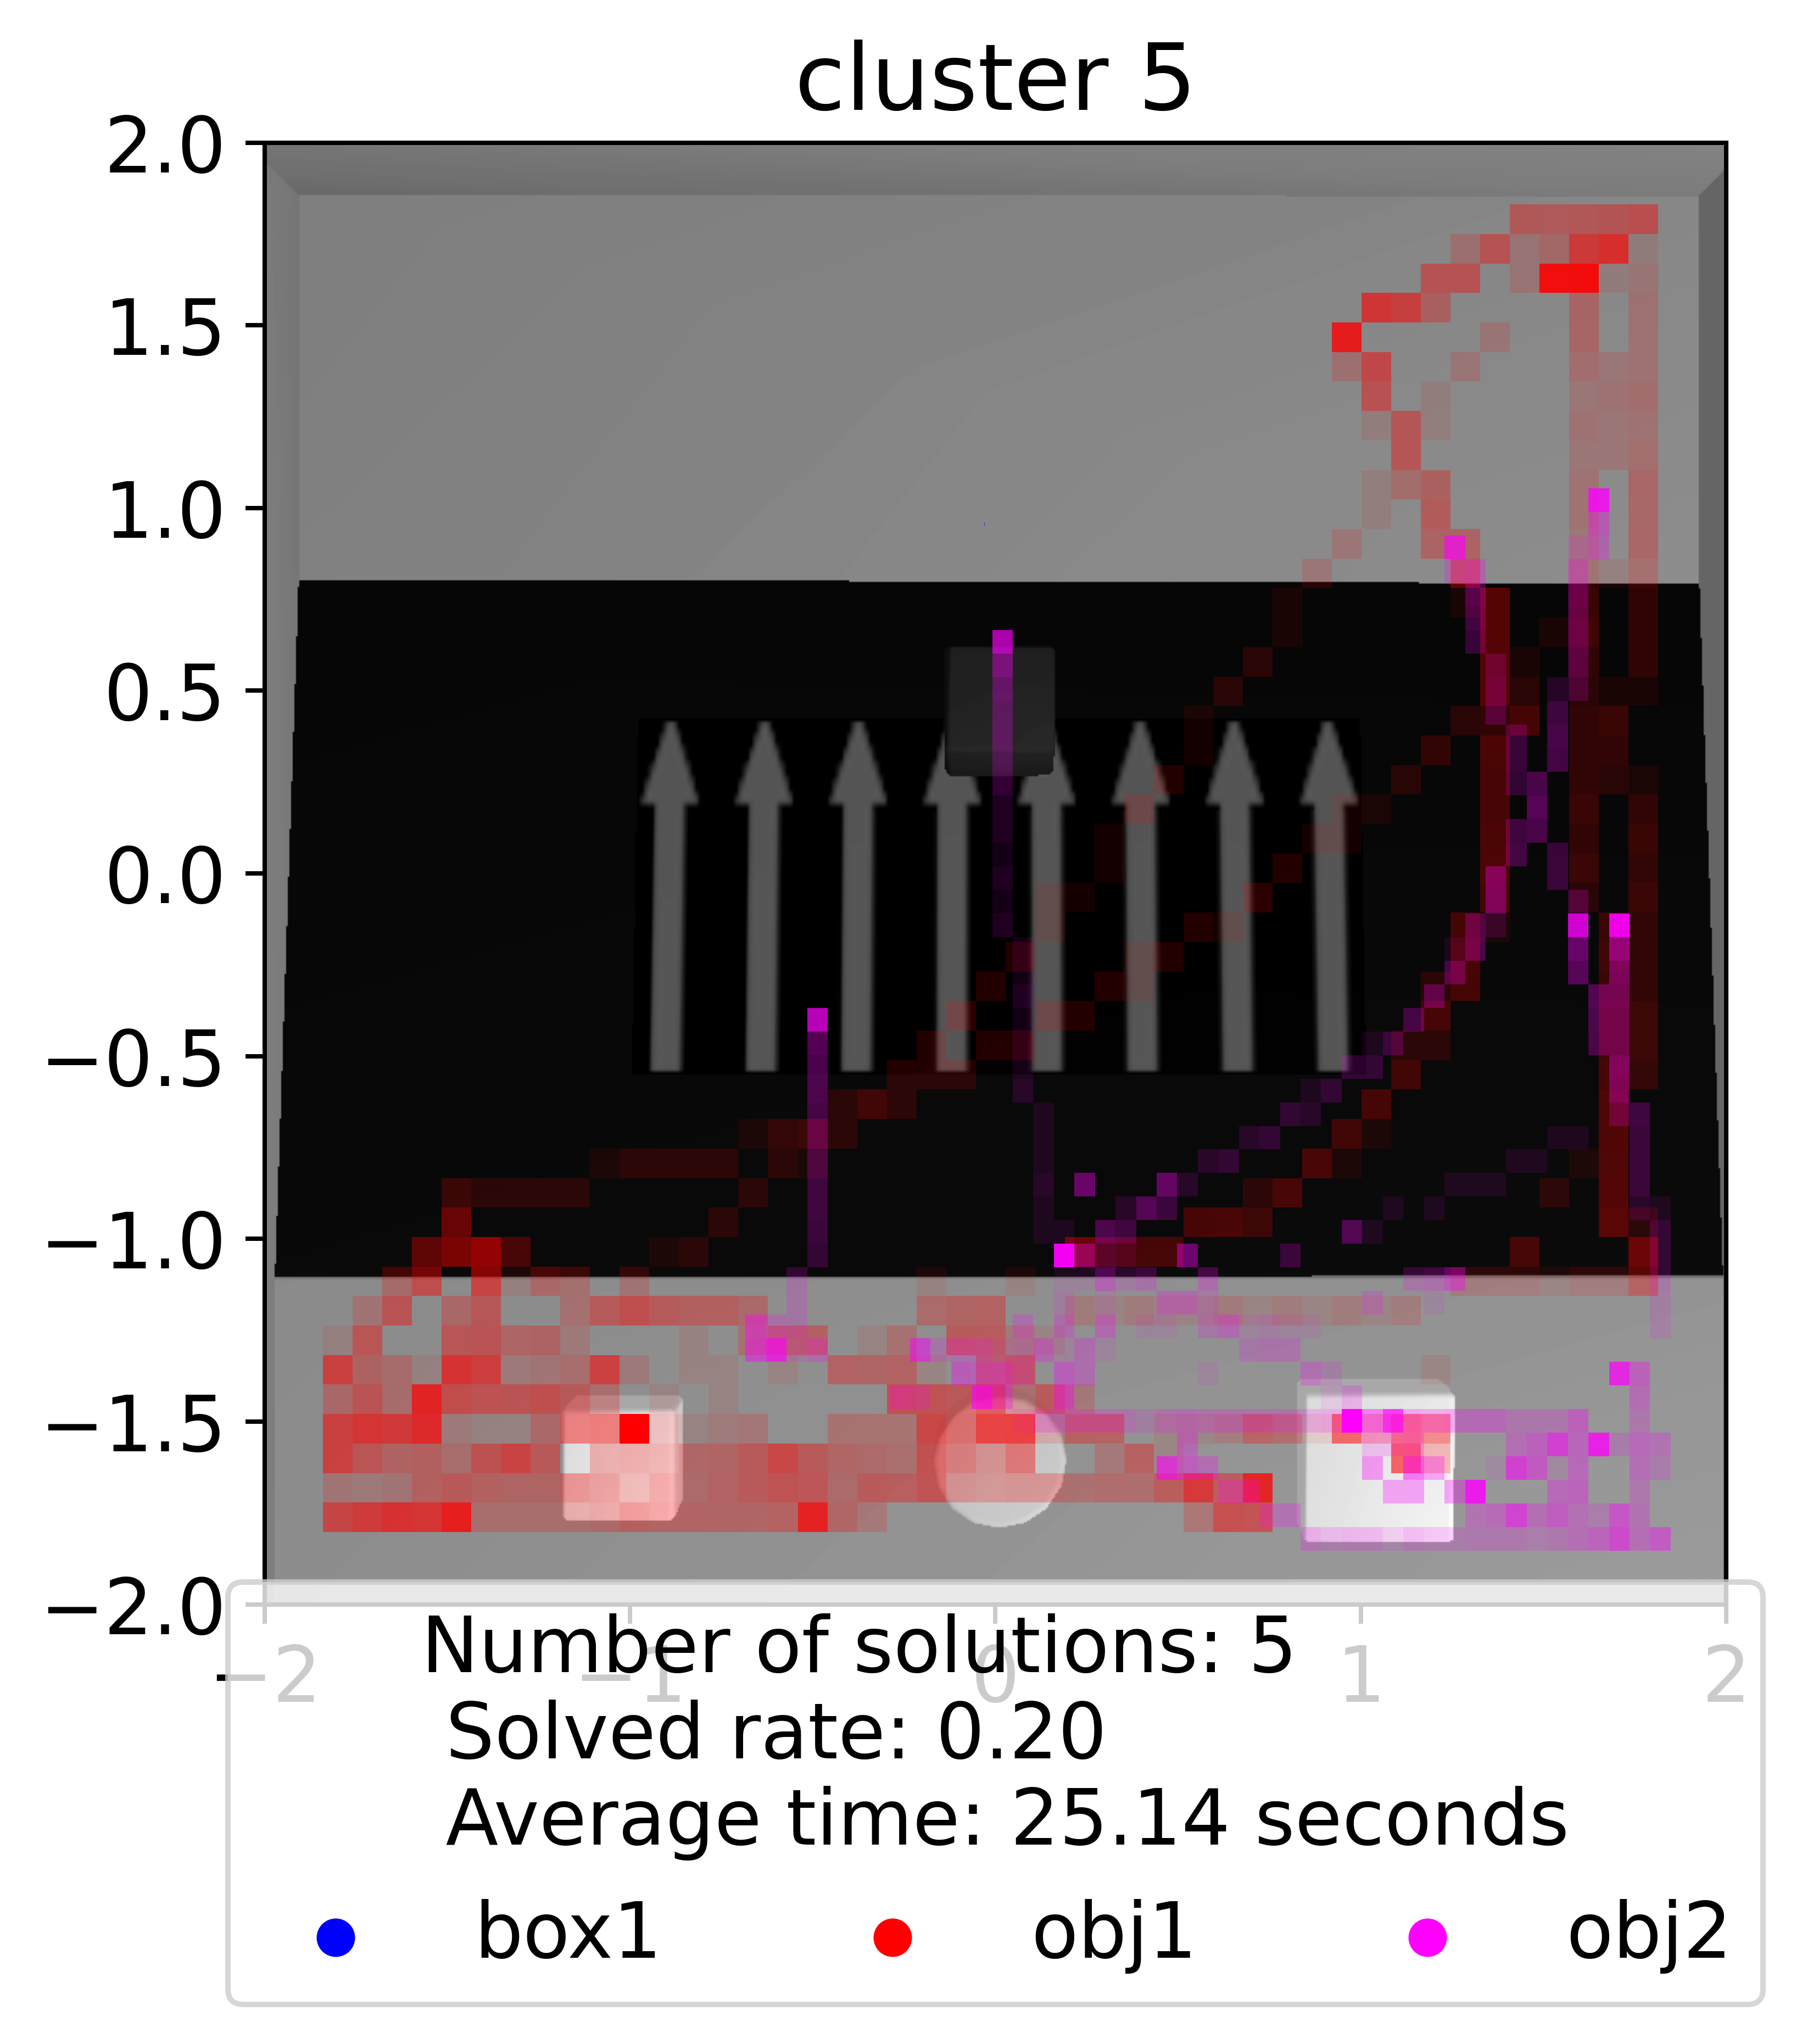 cluster 5
2.0
1.5
1.0
0.5
0.0
−0.5
−1.0
−1.5
−2.0
−2 −1 0 1 2
Number of solutions: 5
Solved rate: 0.20
Average time: 25.14 seconds
box1 obj1 obj2